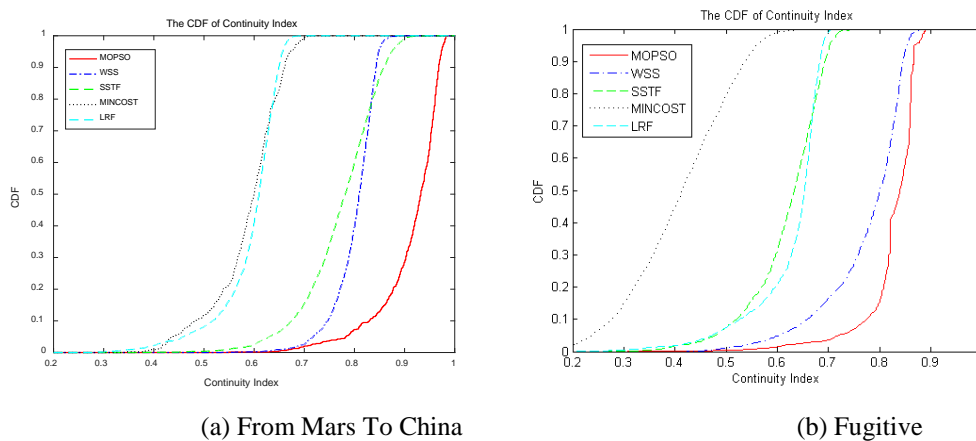 The CDF of Continuity Index
1
0.9
0.8
0.7
0.6
0.5
0.4
0.3
0.2
0.1
0
CDF
MOPSO
WSS
SSTF
MINCOST
LRF
0.2 0.3 0.4 0.5 0.6 0.7 0.8 0.9 1
Continuity Index
(a) From Mars To China
The CDF of Continuity Index
1
0.9
0.8
0.7
0.6
0.5
0.4
0.3
0.2
0.1
0
CDF
MOPSO
WSS
SSTF
MINCOST
LRF
0.2 0.3 0.4 0.5 0.6 0.7 0.8 0.9
Continuity Index
(b) Fugitive